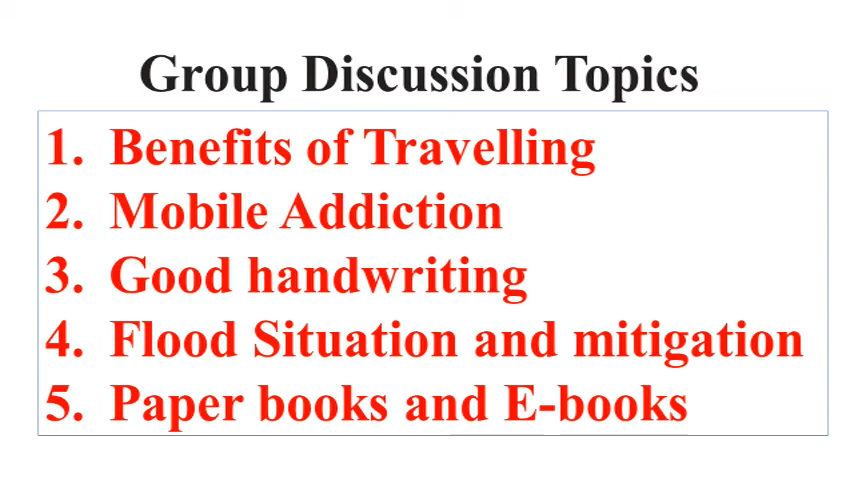 Group Discussion Topics
1. Benefits of Travelling
2. Mobile Addiction
3. Good handwriting
4. Flood Situation and mitigation
5. Paper books and E-books